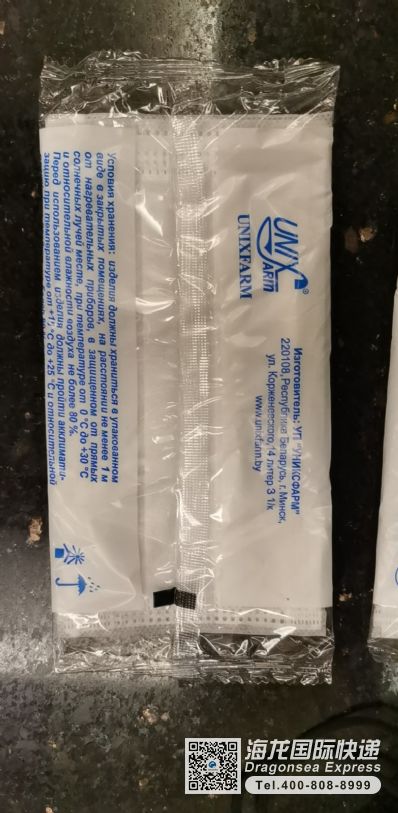 UNIX
FARM
®
UNIXFARM
Изготовитель: УП "УНИКСФАРМ"
220108, Республика Беларусь, г. Минск,
ул. Корженевского, 14 литер З 1/к
www.unixfarm.by
Условия хранения: изделия должны храниться в упакованном
виде в закрытых помещениях, на расстоянии не менее 1 м
от нагревательных приборов, в защищенном от прямых
солнечных лучей месте, при температуре от 0 °С до +30 °С
и относительной влажности воздуха не более 80 %.
Перед использованием изделия должны пройти акклимати-
зацию при температуре от °С до +25 °С и относительной
海龙国际快递
Dragonsea Express
Tel.400-808-8999